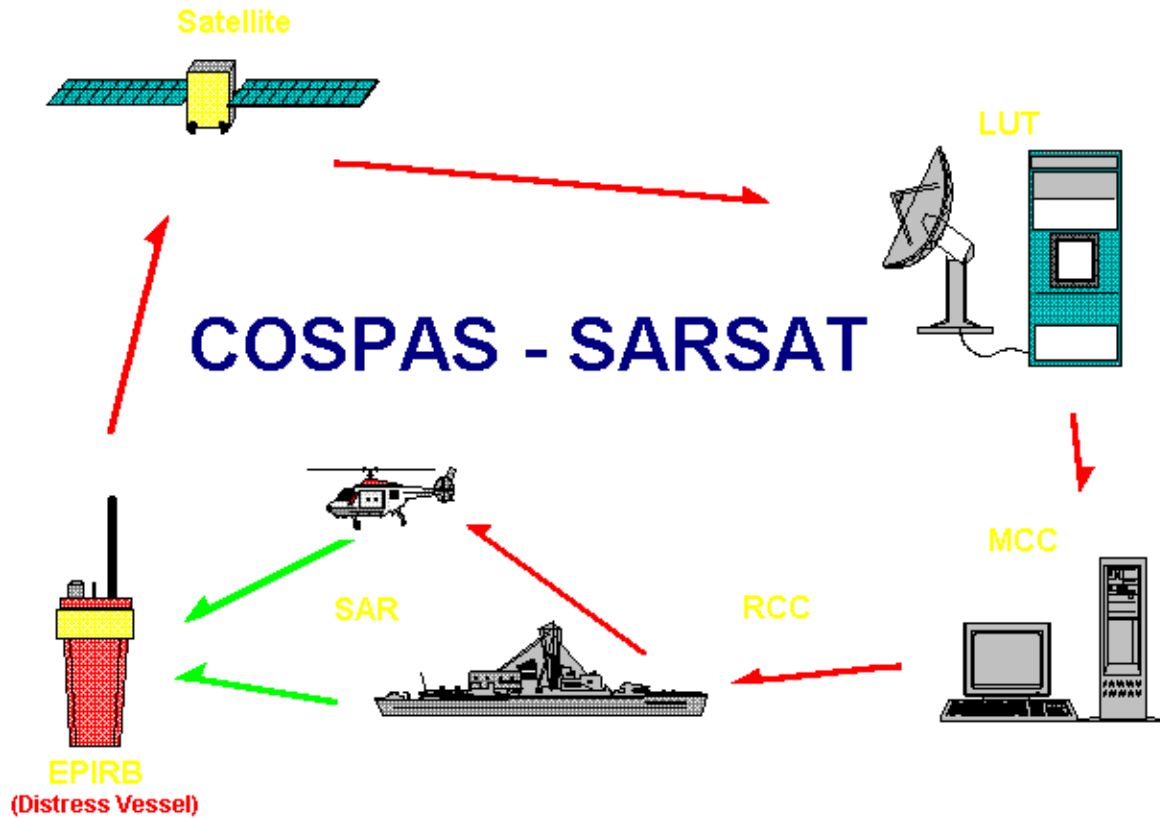 Satellite
LUT
COSPAS - SARSAT
MCC
SAR
RCC
EPIRB
(Distress Vessel)